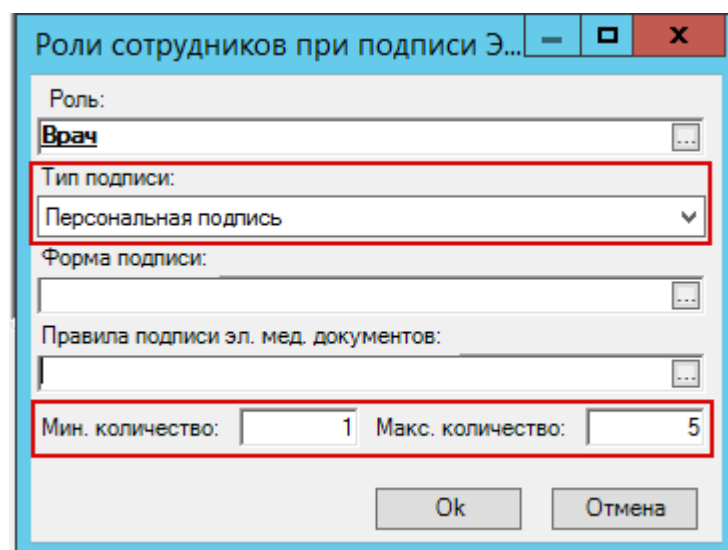 Роли сотрудников при подписи Э...
Роль:
Врач
...
Тип подписи:
Персональная подпись
Форма подписи:
...
Правила подписи эл. мед. документов:
...
Мин. количество: 1 Макс. количество: 5
Ok Отмена